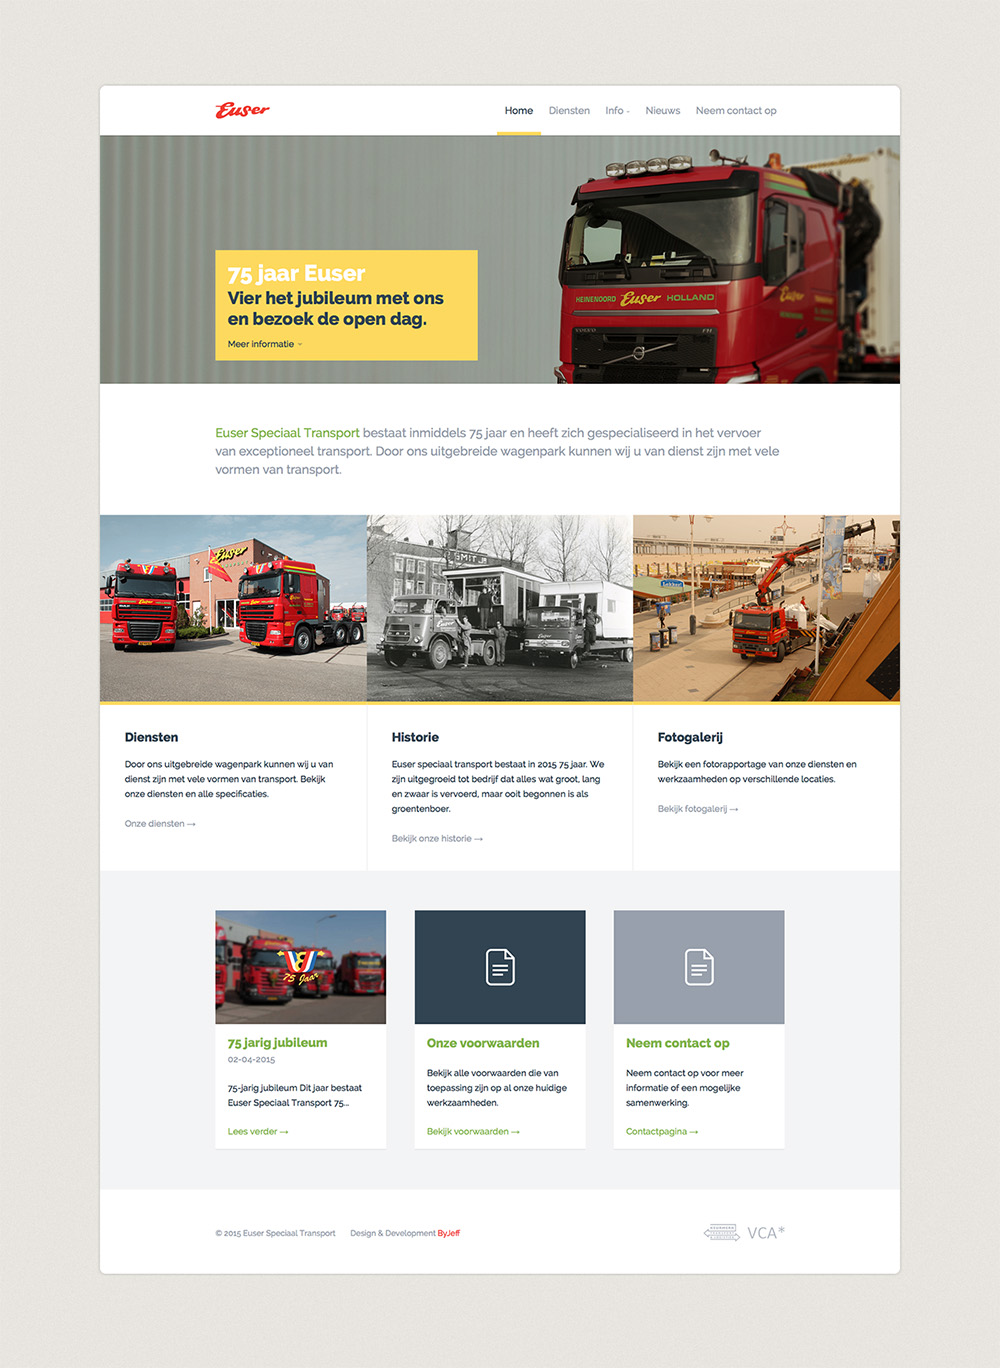 Euser
Home
Diensten
Info
Nieuws
Neem contact op
75 jaar Euser
Vier het jubileum met ons
en bezoek de open dag.
Meer informatie
HEINENOORD Euser HOLLAND
VOLVO
Euser
Euser Speciaal Transport bestaat inmiddels 75 jaar en heeft zich gespecialiseerd in het vervoer
van exceptioneel transport. Door ons uitgebreide wagenpark kunnen wij u van dienst zijn met vele
vormen van transport.
Euser
SMIT
Diensten
Door ons uitgebreide wagenpark kunnen wij u van
dienst zijn met vele vormen van transport. Bekijk
onze diensten en alle specificaties.
Onze diensten →
Historie
Euser speciaal transport bestaat in 2015 75 jaar. We
zijn uitgegroeid tot bedrijf dat alles wat groot, lang
en zwaar is vervoerd, maar ooit begonnen is als
groentenboer.
Bekijk onze historie →
Fotogalerij
Bekijk een fotorapportage van onze diensten en
werkzaamheden op verschillende locaties.
Bekijk fotogalerij →
75 Jaar
75 jarig jubileum
02-04-2015
75-jarig jubileum Dit jaar bestaat
Euser Speciaal Transport 75...
Lees verder →
Onze voorwaarden
Bekijk alle voorwaarden die van
toepassing zijn op al onze huidige
werkzaamheden.
Bekijk voorwaarden →
Neem contact op
Neem contact op voor meer
informatie of een mogelijke
samenwerking.
Contactpagina →
© 2015 Euser Speciaal Transport
Design & Development ByJeff
VCA*